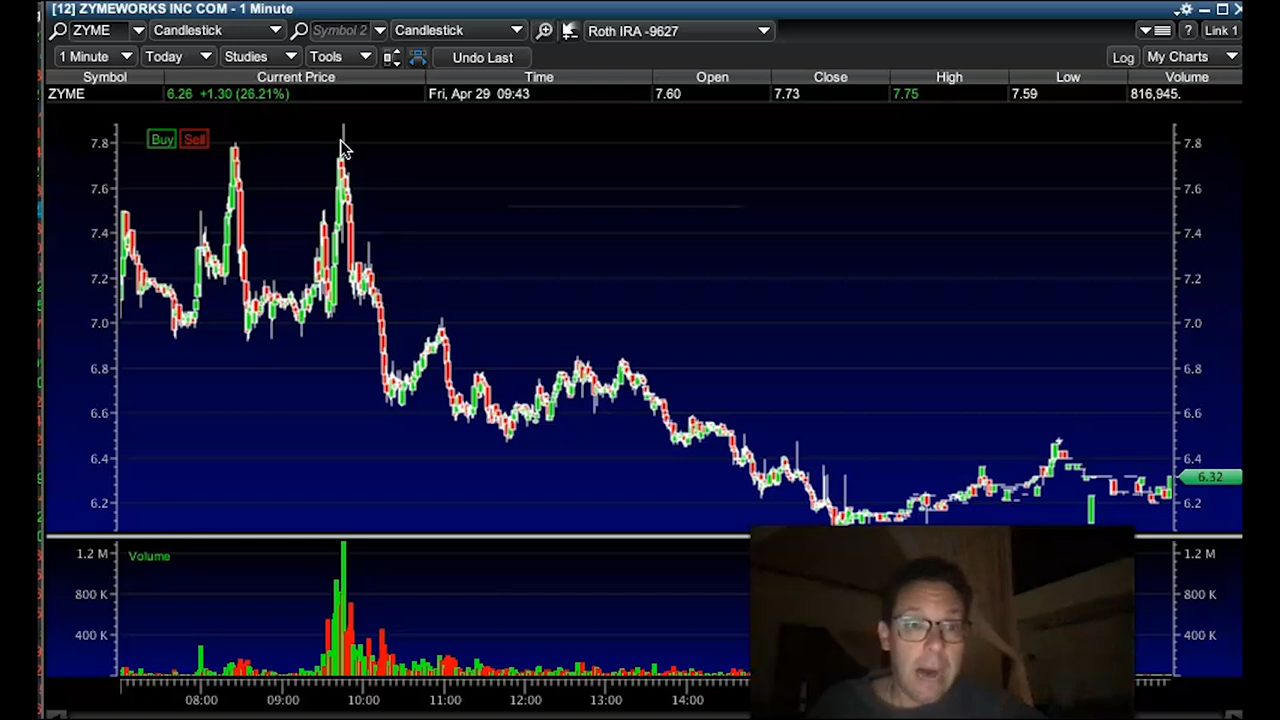 [12] ZYMEWORKS INC COM - 1 Minute
ZYME Candlestick Symbol 2 Candlestick Roth IRA -9627 ? Link 1
1 Minute Today Studies Tools Undo Last Log My Charts
Symbol Current Price Time Open Close High Low Volume
ZYME 6.26 +1.30 (26.21%) Fri, Apr 29 09:43 7.60 7.73 7.75 7.59 816,945.
Buy Sell
7.8 7.8
7.6 7.6
7.4 7.4
7.2 7.2
7.0 7.0
6.8 6.8
6.6 6.6
6.4 6.4
6.32
6.2 6.2
Volume
1.2 M 1.2 M
800 K 800 K
400 K 400 K
08:00 09:00 10:00 11:00 12:00 13:00 14:00